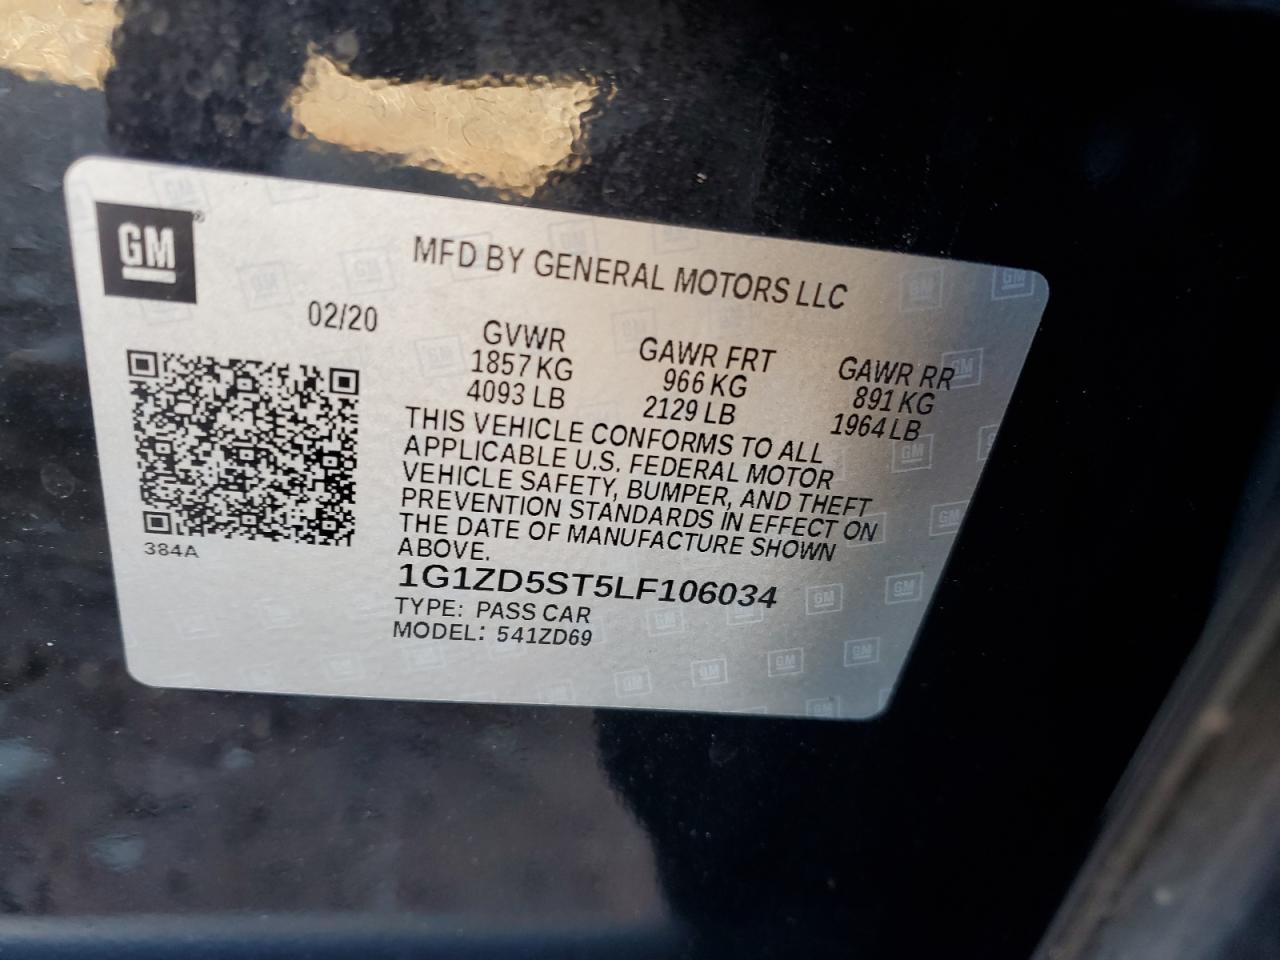 GM®
MFD BY GENERAL MOTORS LLC
02/20
GVWR GAWR FRT GAWR RR
1857 KG 966 KG 891 KG
4093 LB 2129 LB 1964 LB
THIS VEHICLE CONFORMS TO ALL
APPLICABLE U.S. FEDERAL MOTOR
VEHICLE SAFETY, BUMPER, AND THEFT
PREVENTION STANDARDS IN EFFECT ON
THE DATE OF MANUFACTURE SHOWN
ABOVE.
384A
1G1ZD5ST5LF106034
TYPE: PASS CAR
MODEL: 541ZD69